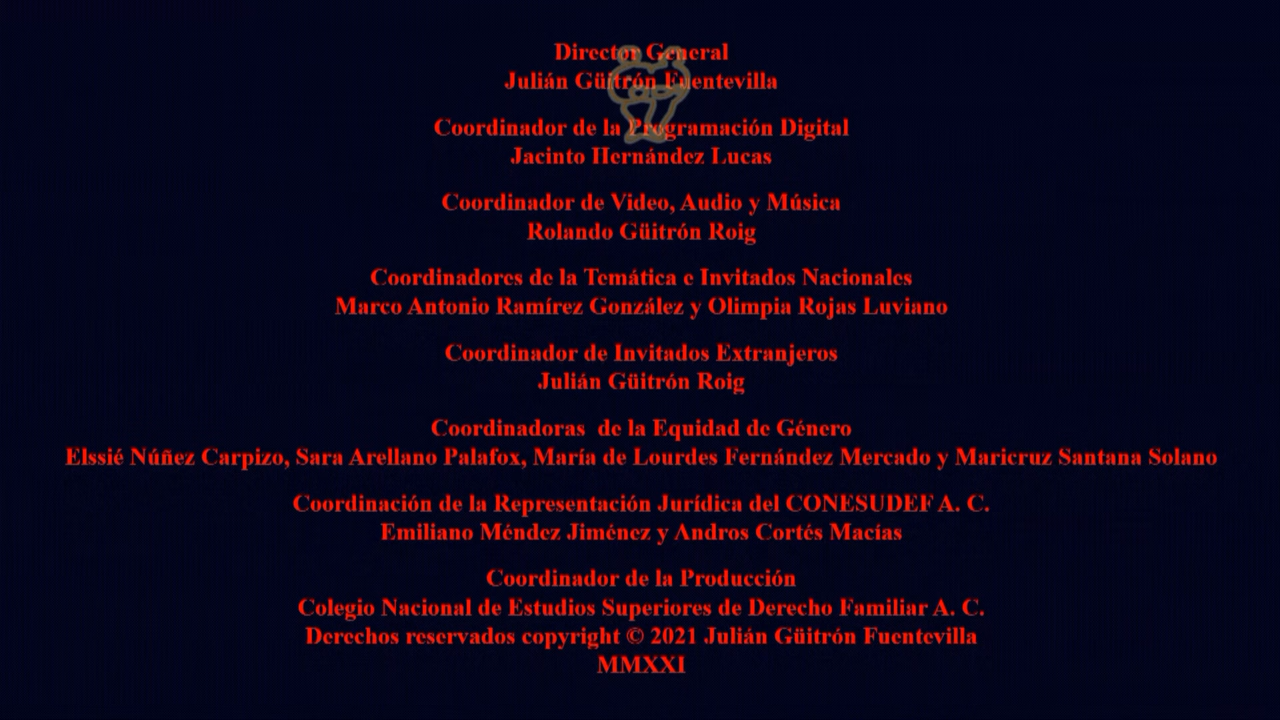 Director General
Julián Güitrón Fuentevilla
Coordinador de la Programación Digital
Jacinto Hernández Lucas
Coordinador de Video, Audio y Música
Rolando Güitrón Roig
Coordinadores de la Temática e Invitados Nacionales
Marco Antonio Ramírez González y Olimpia Rojas Luviano
Coordinador de Invitados Extranjeros
Julián Güitrón Roig
Coordinadoras de la Equidad de Género
Elssié Núñez Carpizo, Sara Arellano Palafox, María de Lourdes Fernández Mercado y Maricruz Santana Solano
Coordinación de la Representación Jurídica del CONESUDEF A. C.
Emiliano Méndez Jiménez y Andros Cortés Macías
Coordinador de la Producción
Colegio Nacional de Estudios Superiores de Derecho Familiar A. C.
Derechos reservados copyright © 2021 Julián Güitrón Fuentevilla
MMXXI